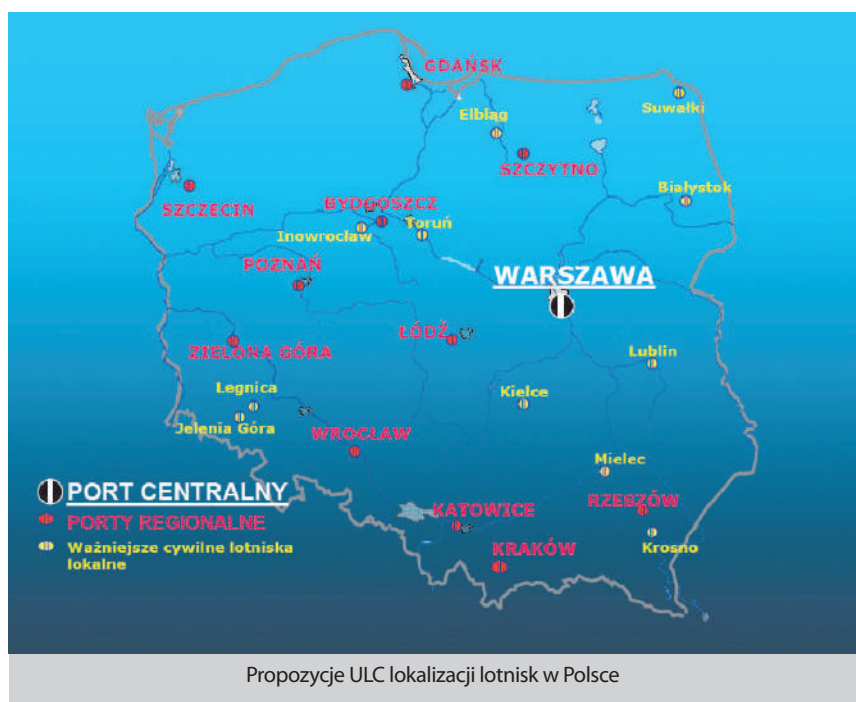 GDAŃSK
Elbląg
Suwałki
SZCZYTNO
Białystok
SZCZECIN
BYDGOSZCZ
Toruń
Inowrocław
POZNAŃ
WARSZAWA
ŁÓDŹ
ZIELONA GÓRA
Lublin
Legnica
Kielce
Jelenia Góra
WROCŁAW
Mielec
PORT CENTRALNY
RZESZÓW
KATOWICE
PORTY REGIONALNE
Ważniejsze cywilne lotniska
lokalne
Krosno
KRAKÓW
Propozycje ULC lokalizacji lotnisk w Polsce